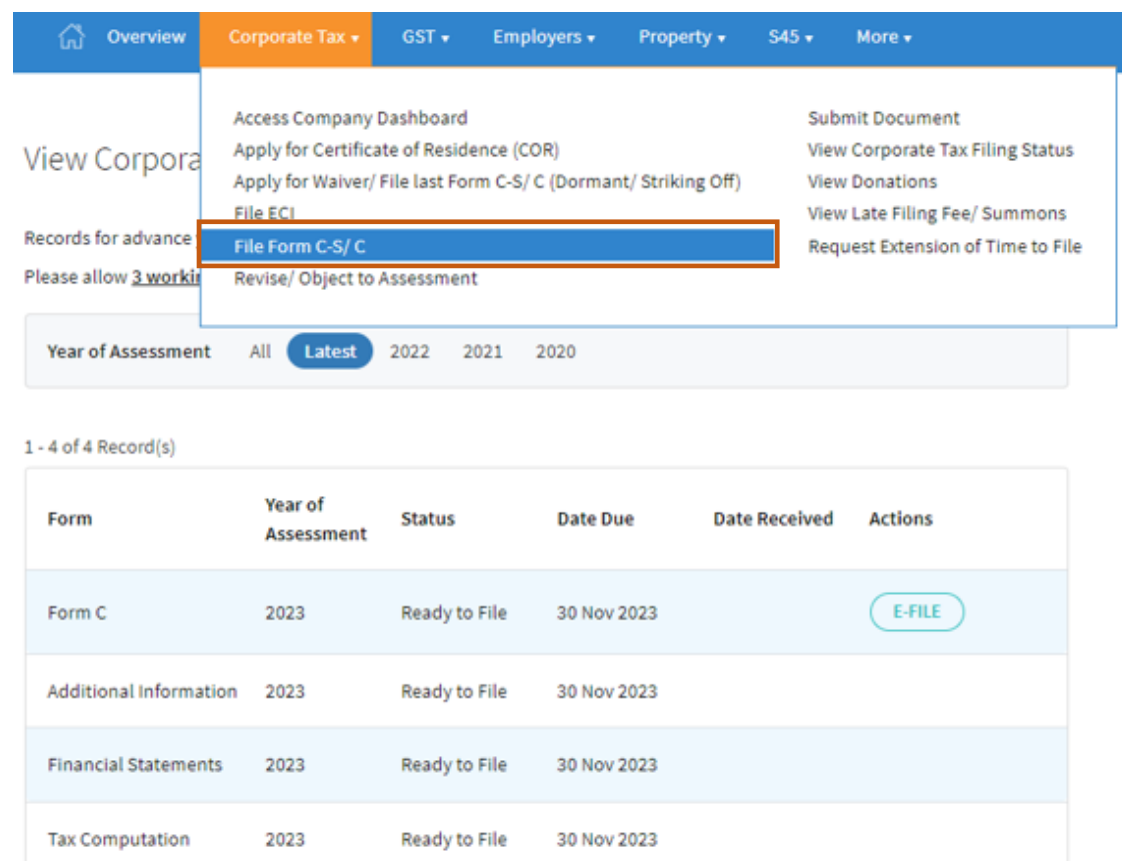 Overview Corporate Tax GST Employers Property S45 More
Access Company Dashboard
Apply for Certificate of Residence (COR)
Apply for Waiver/ File last Form C-S/ C (Dormant/ Striking Off)
File ECI
File Form C-S/ C
Revise/ Object to Assessment
Submit Document
View Corporate Tax Filing Status
View Donations
View Late Filing Fee/ Summons
Request Extension of Time to File
View Corpora
Records for advance
Please allow 3 workin
Year of Assessment All Latest 2022 2021 2020
1 - 4 of 4 Record(s)
Form Year of Assessment Status Date Due Date Received Actions
Form C 2023 Ready to File 30 Nov 2023 E-FILE
Additional Information 2023 Ready to File 30 Nov 2023
Financial Statements 2023 Ready to File 30 Nov 2023
Tax Computation 2023 Ready to File 30 Nov 2023